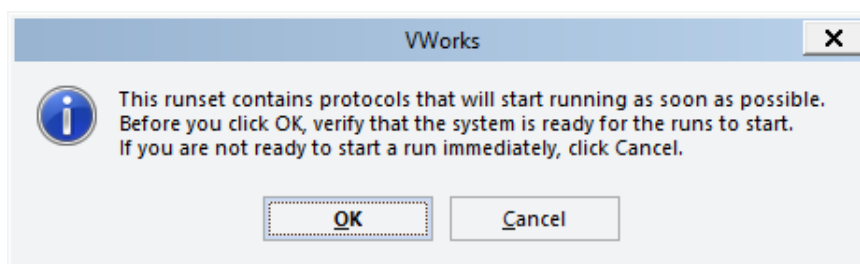 VWorks
This runset contains protocols that will start running as soon as possible.
Before you click OK, verify that the system is ready for the runs to start.
If you are not ready to start a run immediately, click Cancel.
OK
Cancel